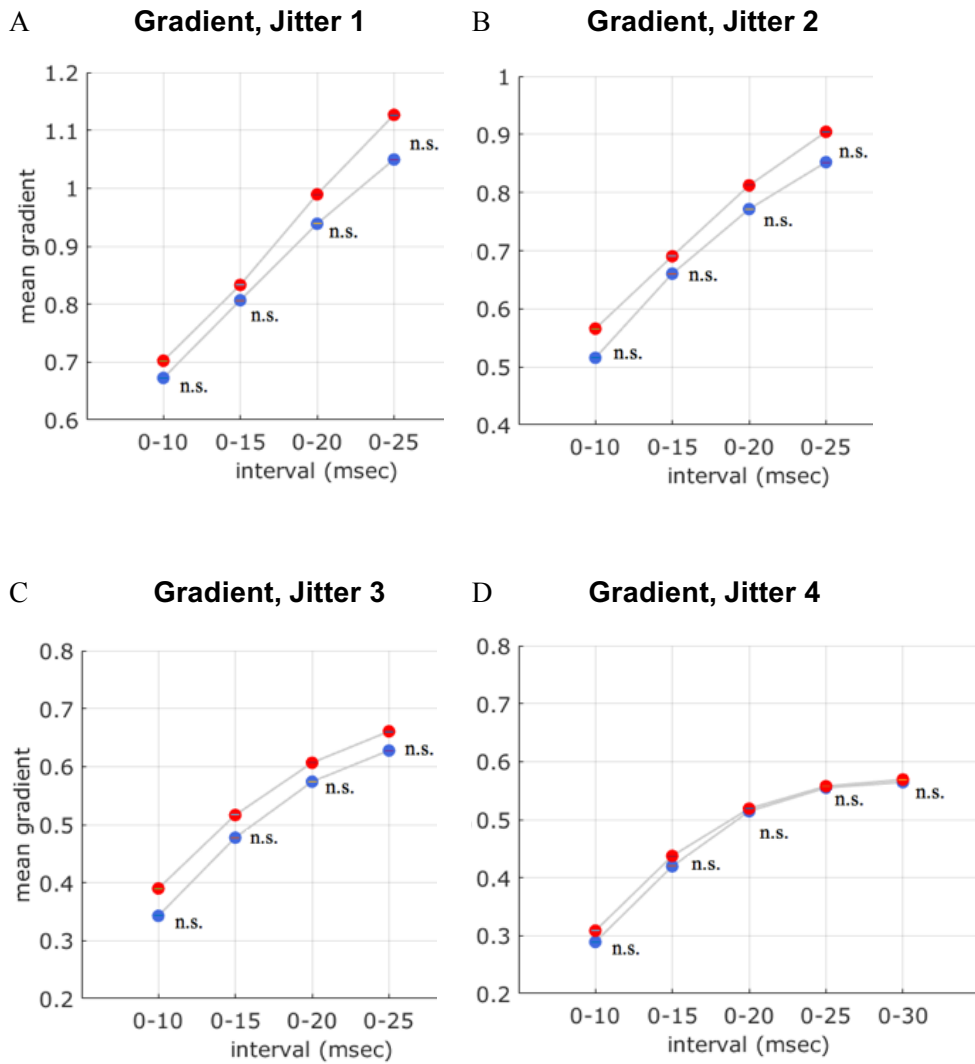 A Gradient, Jitter 1
mean gradient
1.2
1.1
1
0.9
0.8
0.7
0.6
n.s.
n.s.
n.s.
n.s.
0-10 0-15 0-20 0-25
interval (msec)
B Gradient, Jitter 2
1
0.9
0.8
0.7
0.6
0.5
0.4
n.s.
n.s.
n.s.
n.s.
0-10 0-15 0-20 0-25
interval (msec)
C Gradient, Jitter 3
mean gradient
0.8
0.7
0.6
0.5
0.4
0.3
0.2
n.s.
n.s.
n.s.
n.s.
0-10 0-15 0-20 0-25
interval (msec)
D Gradient, Jitter 4
0.8
0.7
0.6
0.5
0.4
0.3
0.2
n.s.
n.s.
n.s.
n.s.
n.s.
0-10 0-15 0-20 0-25 0-30
interval (msec)